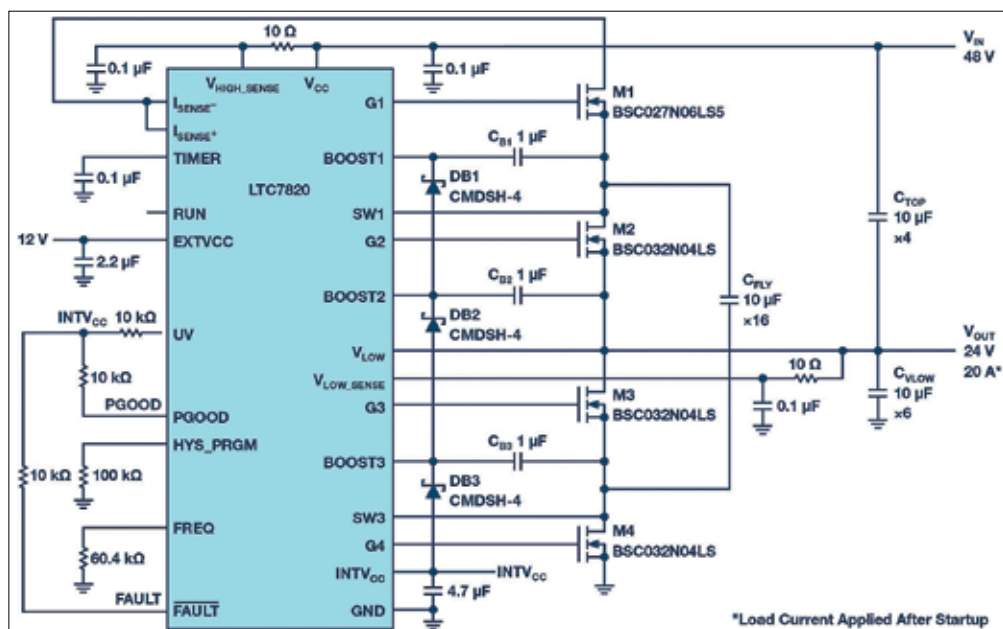 10 Ω
V_IN
48 V
0.1 µF
V_HIGH_SENSE
V_CC
0.1 µF
M1
BSC027N06LS5
I_SENSE⁻
G1
I_SENSE⁺
C_B1 1 µF
TIMER
BOOST1
0.1 µF
LTC7820
DB1
CMDSH-4
C_TOP
10 µF
×4
RUN
SW1
12 V
EXTVCC
G2
M2
BSC032N04LS
2.2 µF
C_B2 1 µF
C_FLY
10 µF
×16
BOOST2
INTV_CC
10 kΩ
UV
DB2
CMDSH-4
V_OUT
24 V
20 A*
V_LOW
10 Ω
10 kΩ
V_LOW_SENSE
C_VLOW
10 µF
×6
PGOOD
PGOOD
G3
M3
BSC032N04LS
0.1 µF
HYS_PRGM
C_B3 1 µF
10 kΩ
100 kΩ
BOOST3
DB3
CMDSH-4
FREQ
SW3
M4
BSC032N04LS
60.4 kΩ
G4
INTV_CC
INTV_CC
4.7 µF
FAULT
FAULT
GND
*Load Current Applied After Startup